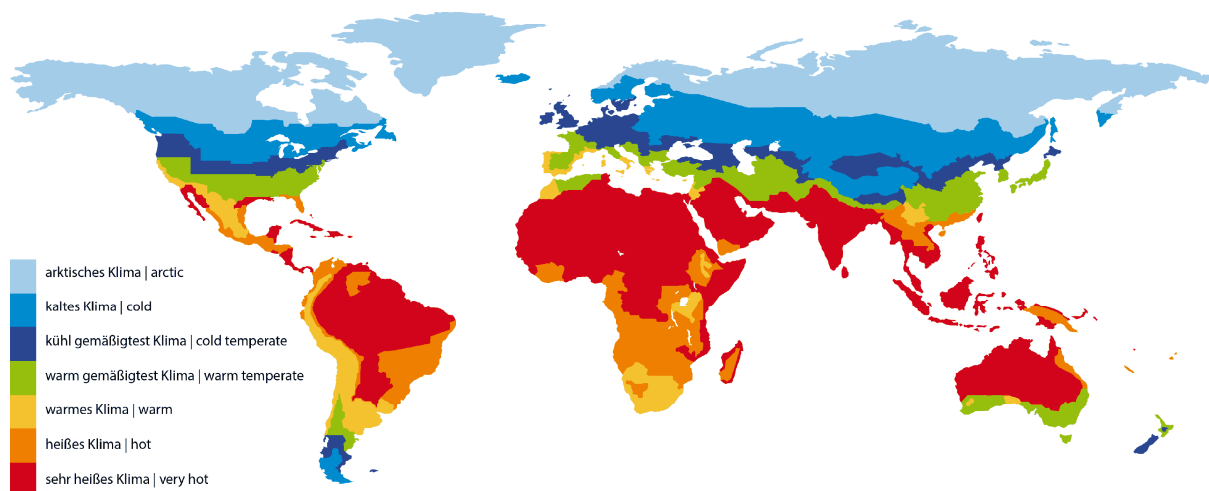 arktisches Klima | arctic
kaltes Klima | cold
kühl gemäßigtest Klima | cold temperate
warm gemäßigtest Klima | warm temperate
warmes Klima | warm
heißes Klima | hot
sehr heißes Klima | very hot